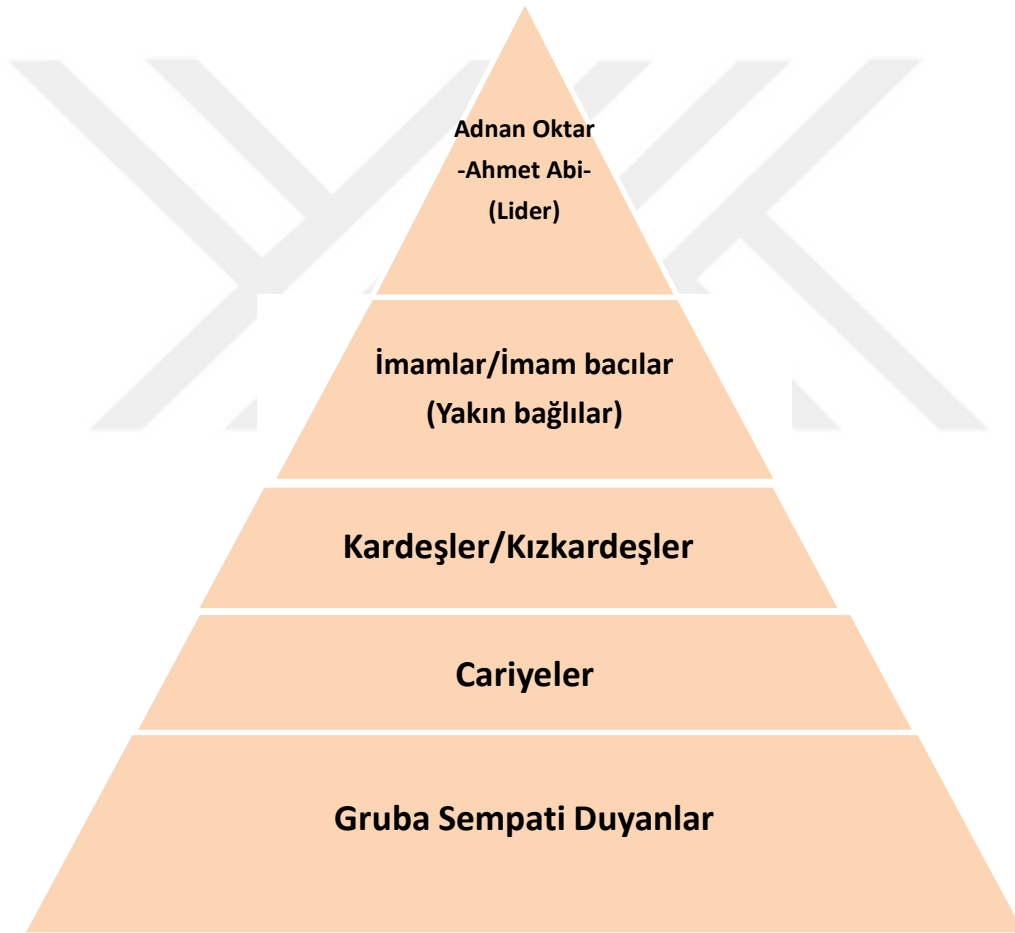 Adnan Oktar
-Ahmet Abi-
(Lider)
İmamlar/İmam bacılar
(Yakın bağlılar)
Kardeşler/Kızkardeşler
Cariyeler
Gruba Sempati Duyanlar